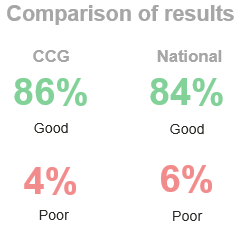 Comparison of results
CCG National
86% 84%
Good Good
4% 6%
Poor Poor